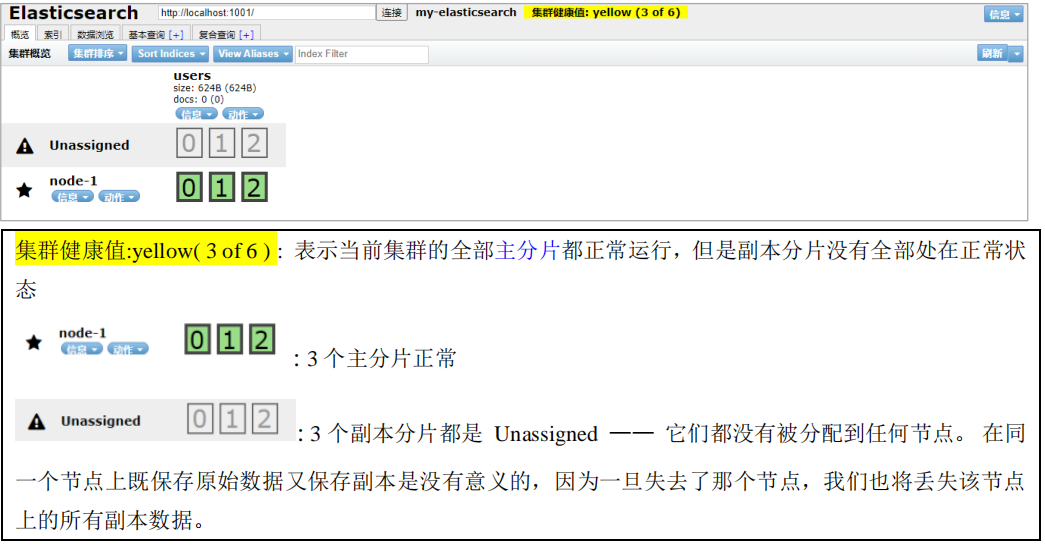 Elasticsearch http://localhost:1001/ 连接 my-elasticsearch 集群健康值: yellow (3 of 6) 信息
概览 索引 数据浏览 基本查询 [+] 复合查询 [+]
集群概览 集群排序 Sort Indices View Aliases Index Filter 刷新
users
size: 624B (624B)
docs: 0 (0)
信息 动作
Unassigned 0 1 2
node-1 0 1 2
信息 动作
集群健康值:yellow( 3 of 6 ) : 表示当前集群的全部主分片都正常运行，但是副本分片没有全部处在正常状
态
node-1 0 1 2
信息 动作
: 3 个主分片正常
Unassigned 0 1 2 : 3 个副本分片都是 Unassigned —— 它们都没有被分配到任何节点。 在同
一个节点上既保存原始数据又保存副本是没有意义的，因为一旦失去了那个节点，我们也将丢失该节点
上的所有副本数据。